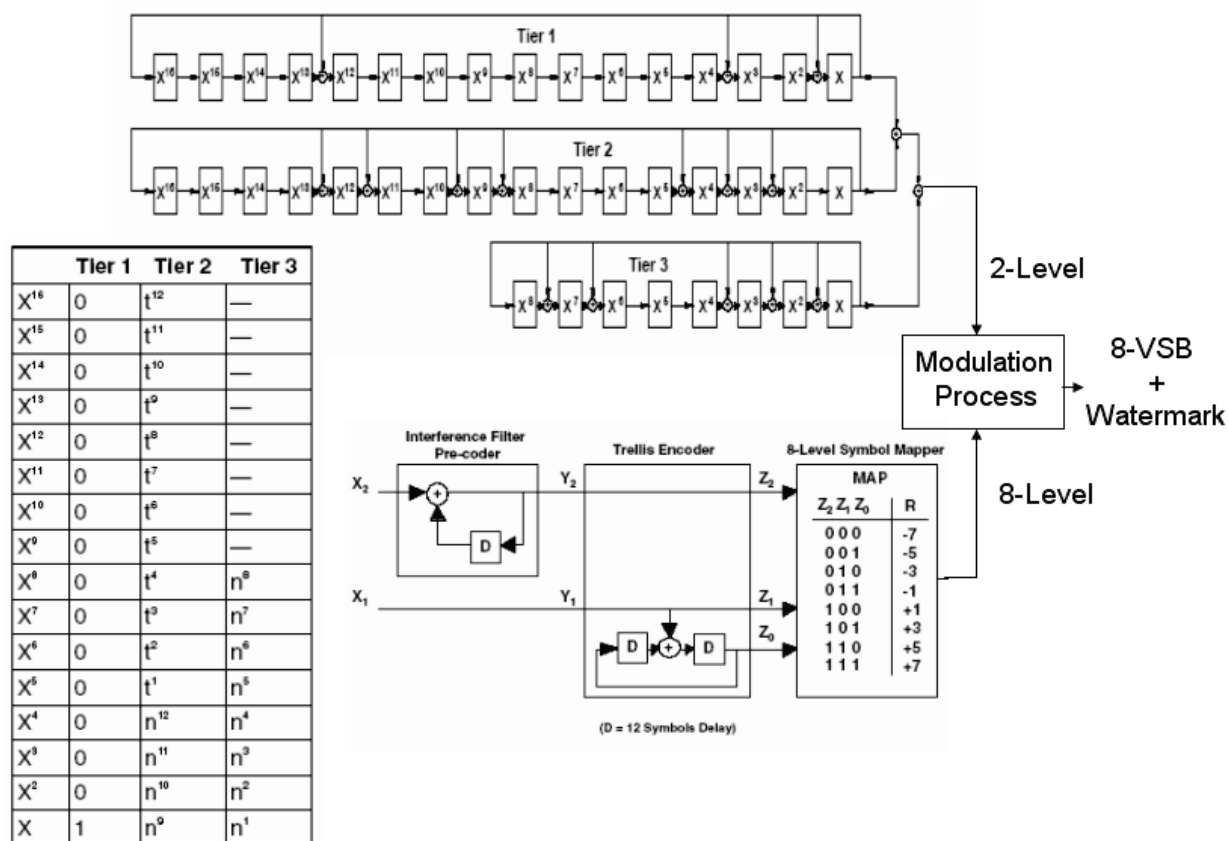 Tier 1
X¹⁶ X¹⁵ X¹⁴ X¹³ X¹² X¹¹ X¹⁰ X⁹ X⁸ X⁷ X⁶ X⁵ X⁴ X³ X² X
Tier 2
X¹⁶ X¹⁵ X¹⁴ X¹³ X¹² X¹¹ X¹⁰ X⁹ X⁸ X⁷ X⁶ X⁵ X⁴ X³ X² X
Tier 3
X⁸ X⁷ X⁶ X⁵ X⁴ X³ X² X
2-Level
Modulation
Process
8-VSB
+
Watermark
8-Level
Tier 1 Tier 2 Tier 3
X¹⁶ 0 t¹² —
X¹⁵ 0 t¹¹ —
X¹⁴ 0 t¹⁰ —
X¹³ 0 t⁹ —
X¹² 0 t⁸ —
X¹¹ 0 t⁷ —
X¹⁰ 0 t⁶ —
X⁹ 0 t⁵ —
X⁸ 0 t⁴ n⁸
X⁷ 0 t³ n⁷
X⁶ 0 t² n⁶
X⁵ 0 t¹ n⁵
X⁴ 0 n¹² n⁴
X³ 0 n¹¹ n³
X² 0 n¹⁰ n²
X 1 n⁹ n¹
Interference Filter
Pre-coder
X₂
+
D
Y₂
X₁
Y₁
Trellis Encoder
D + D
Z₂
Z₁
Z₀
(D = 12 Symbols Delay)
8-Level Symbol Mapper
MAP
Z₂ Z₁ Z₀ R
0 0 0 -7
0 0 1 -5
0 1 0 -3
0 1 1 -1
1 0 0 +1
1 0 1 +3
1 1 0 +5
1 1 1 +7